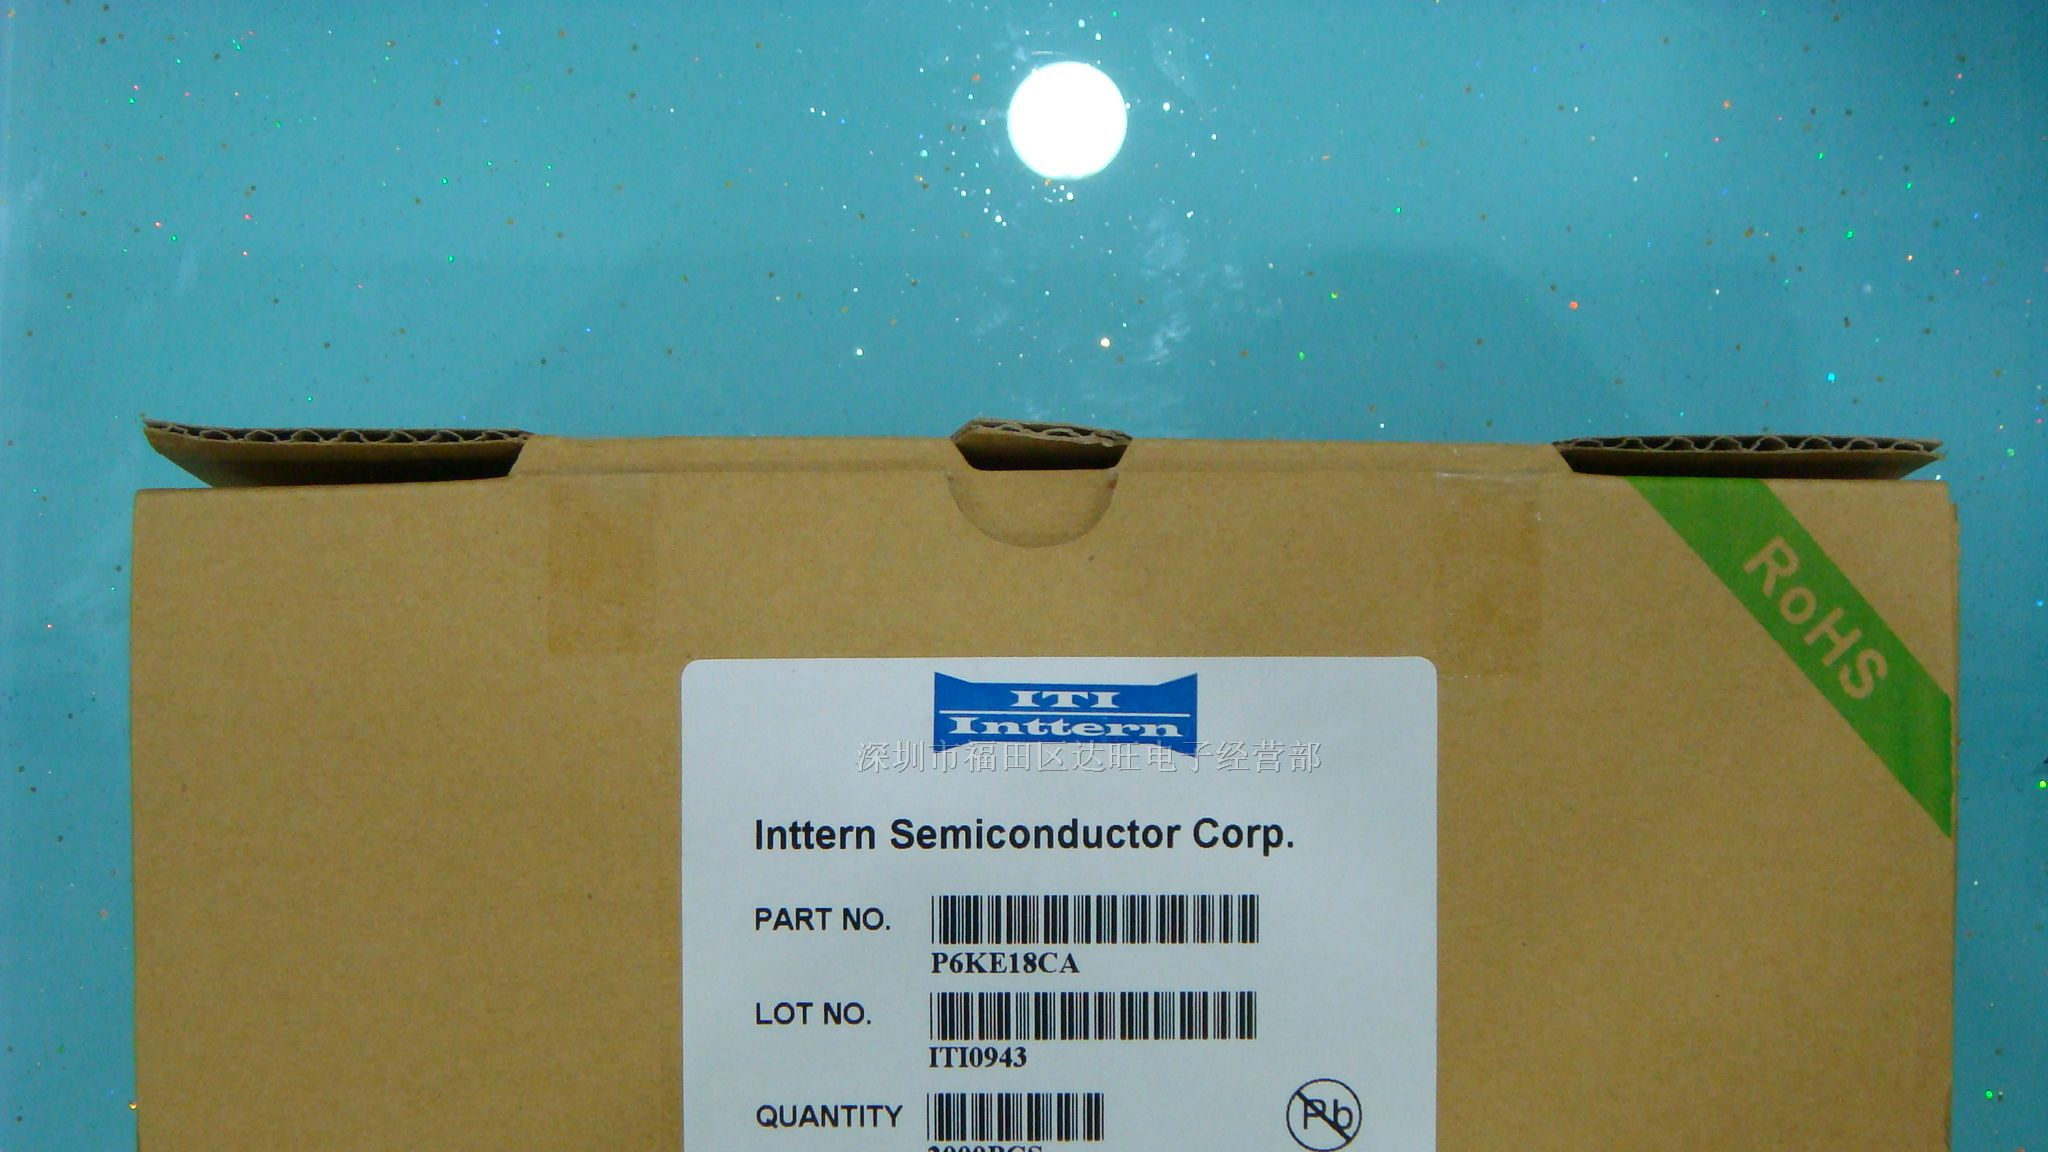 RoHS
ITI
Inttern
深圳市福田区达旺电子经营部
Inttern Semiconductor Corp.
PART NO.
P6KE18CA
LOT NO.
ITI0943
QUANTITY
Pb